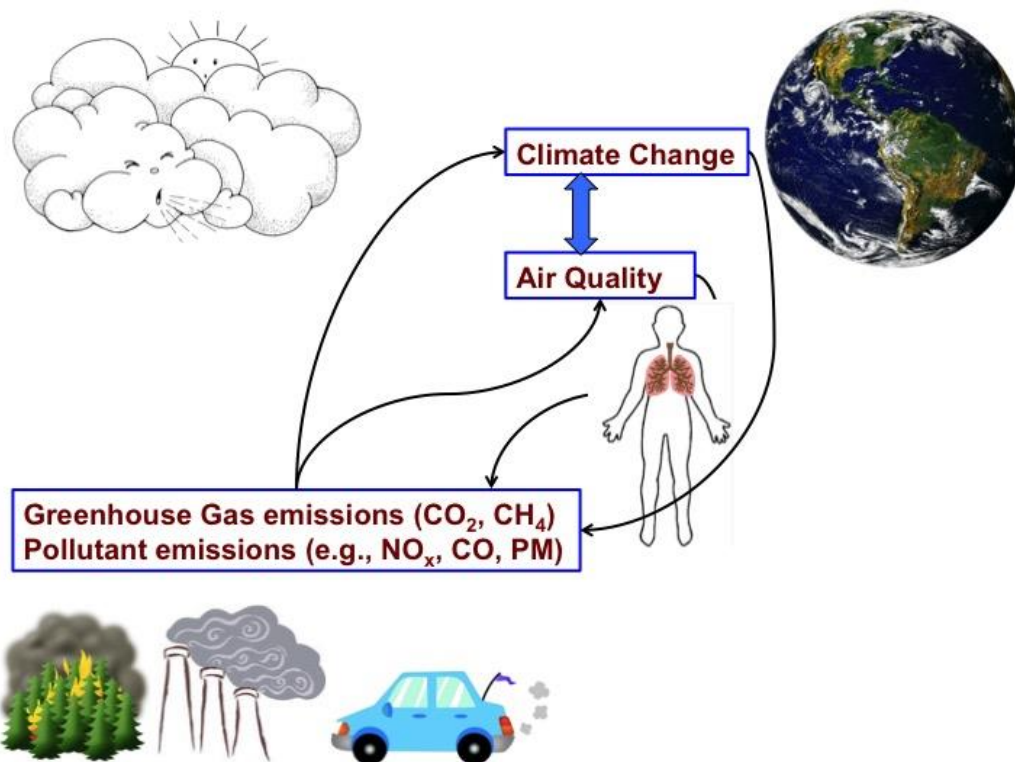 Climate Change
Air Quality
Greenhouse Gas emissions (CO₂, CH₄)
Pollutant emissions (e.g., NOₓ, CO, PM)